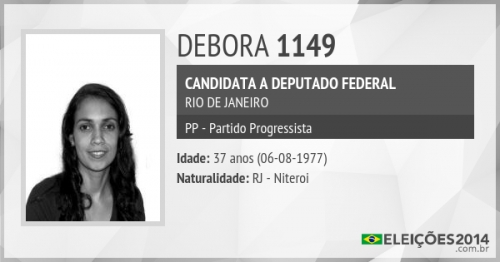 DEBORA 1149
CANDIDATA A DEPUTADO FEDERAL
RIO DE JANEIRO
PP - Partido Progressista
Idade: 37 anos (06-08-1977)
Naturalidade: RJ - Niteroi
ELEIÇÕES2014
.com.br